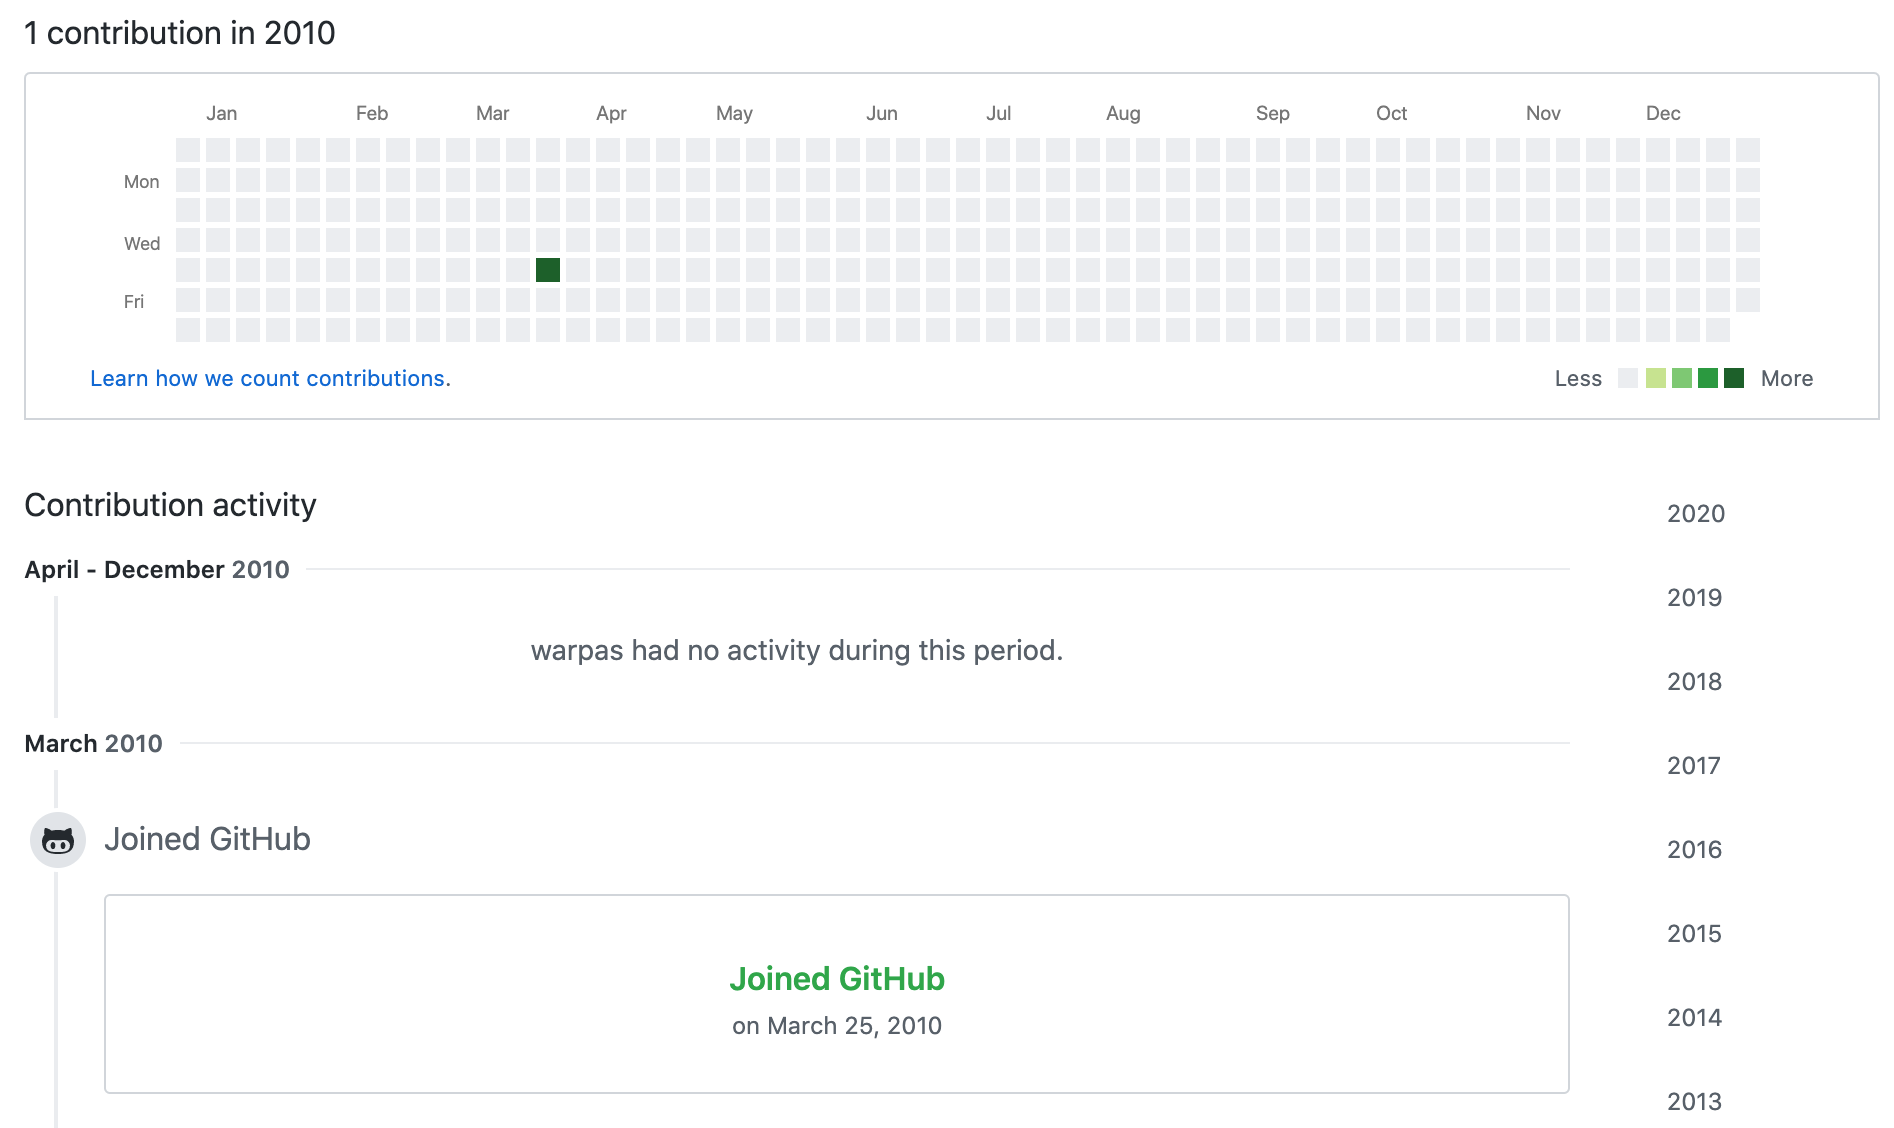 1 contribution in 2010
Jan Feb Mar Apr May Jun Jul Aug Sep Oct Nov Dec
Mon
Wed
Fri
Learn how we count contributions.
Less More
Contribution activity
April - December 2010
warpas had no activity during this period.
March 2010
Joined GitHub
Joined GitHub
on March 25, 2010
2020
2019
2018
2017
2016
2015
2014
2013